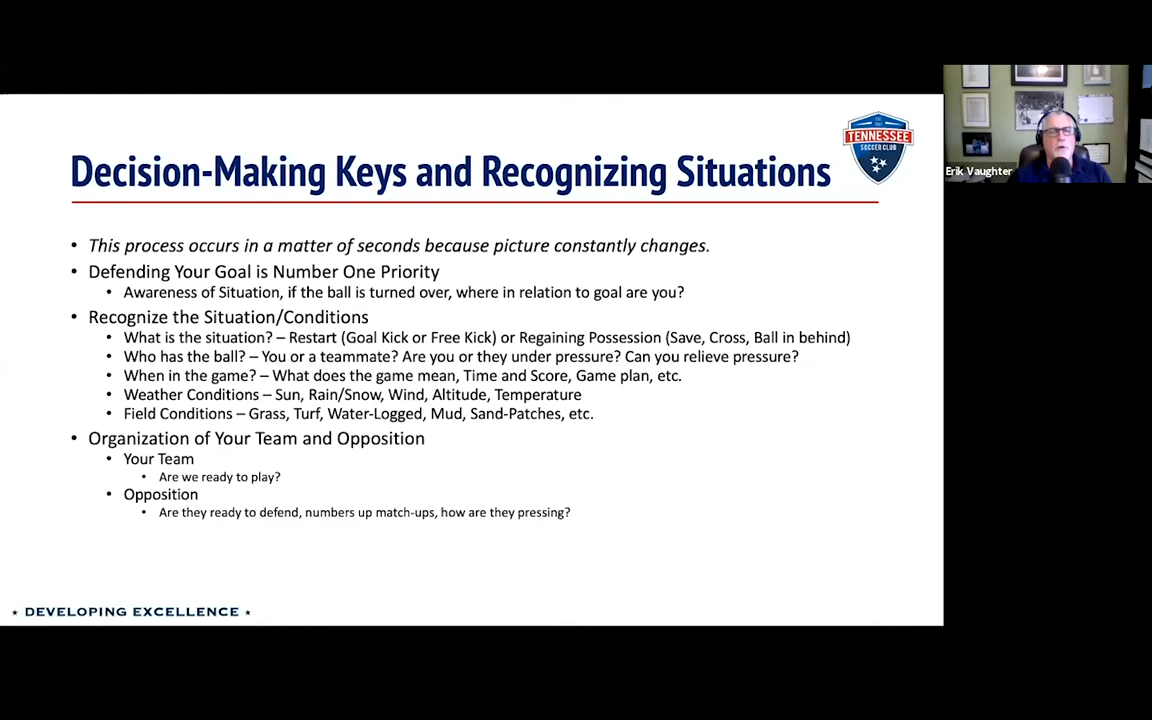 TENNESSEE
SOCCER CLUB
Erik Vaughter
Decision-Making Keys and Recognizing Situations
• This process occurs in a matter of seconds because picture constantly changes.
• Defending Your Goal is Number One Priority
• Awareness of Situation, if the ball is turned over, where in relation to goal are you?
• Recognize the Situation/Conditions
• What is the situation? – Restart (Goal Kick or Free Kick) or Regaining Possession (Save, Cross, Ball in behind)
• Who has the ball? – You or a teammate? Are you or they under pressure? Can you relieve pressure?
• When in the game? – What does the game mean, Time and Score, Game plan, etc.
• Weather Conditions – Sun, Rain/Snow, Wind, Altitude, Temperature
• Field Conditions – Grass, Turf, Water-Logged, Mud, Sand-Patches, etc.
• Organization of Your Team and Opposition
• Your Team
• Are we ready to play?
• Opposition
• Are they ready to defend, numbers up match-ups, how are they pressing?
★ DEVELOPING EXCELLENCE ★